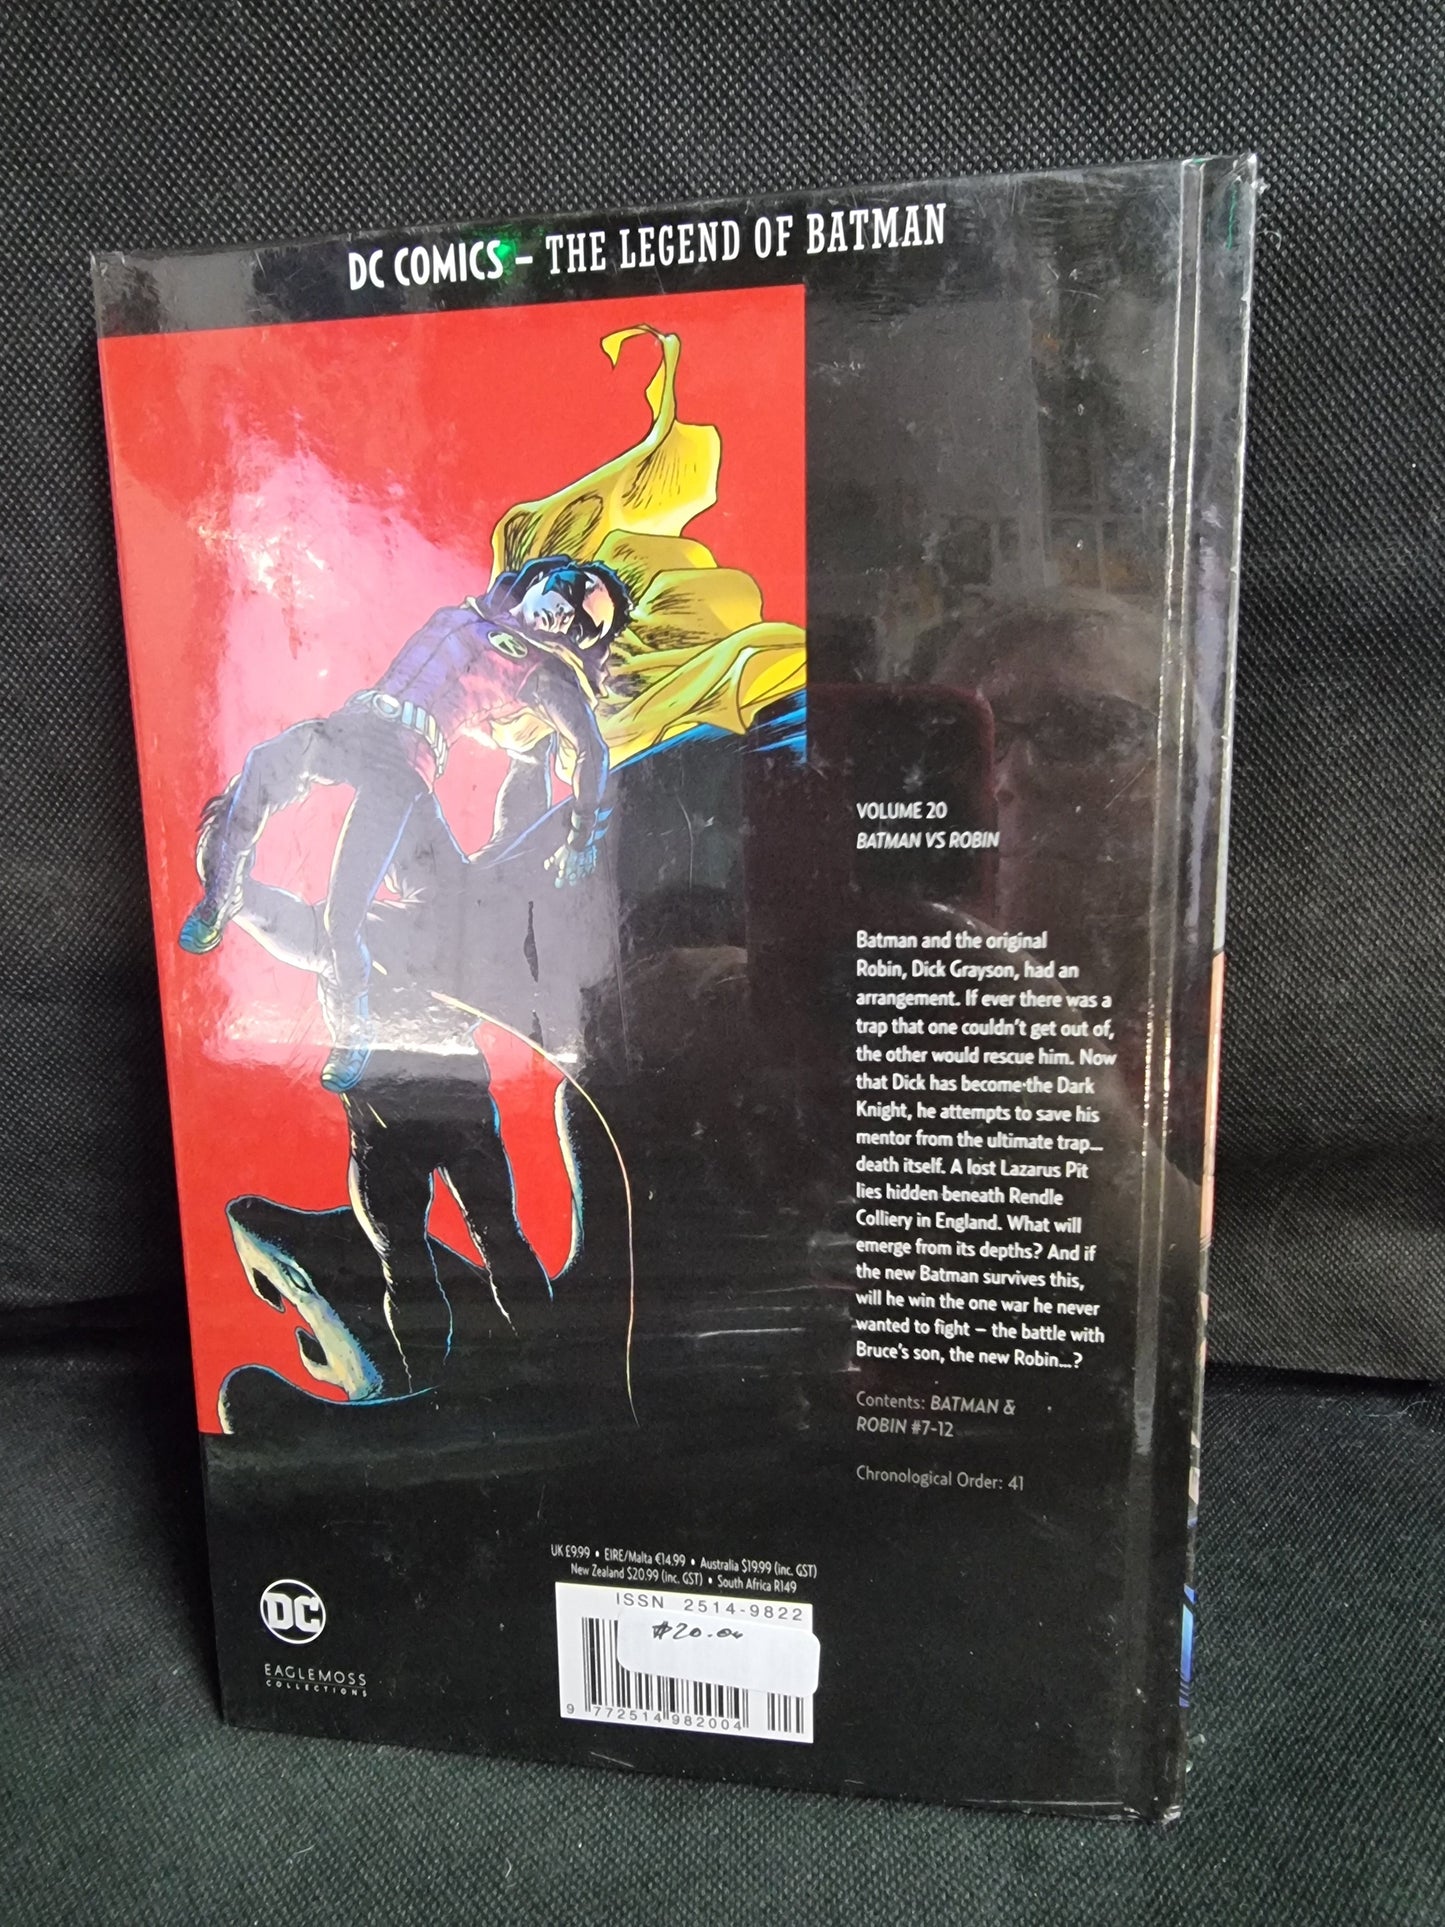 DC COMICS – THE LEGEND OF BATMAN
VOLUME 20
BATMAN VS ROBIN
Batman and the original
Robin, Dick Grayson, had an
arrangement. If ever there was a
trap that one couldn't get out of,
the other would rescue him. Now
that Dick has become the Dark
Knight, he attempts to save his
mentor from the ultimate trap...
death itself. A lost Lazarus Pit
lies hidden beneath Rendle
Colliery in England. What will
emerge from its depths? And if
the new Batman survives this,
will he win the one war he never
wanted to fight – the battle with
Bruce's son, the new Robin...?
Contents: BATMAN &
ROBIN #7-12
Chronological Order: 41
UK £9.99 • EIRE/Malta €14.99 • Australia $19.99 (inc. GST)
New Zealand $20.99 (inc. GST) • South Africa R149
ISSN 2514-9822
$20.00
9 772514 982004
DC
EAGLEMOSS
COLLECTIONS